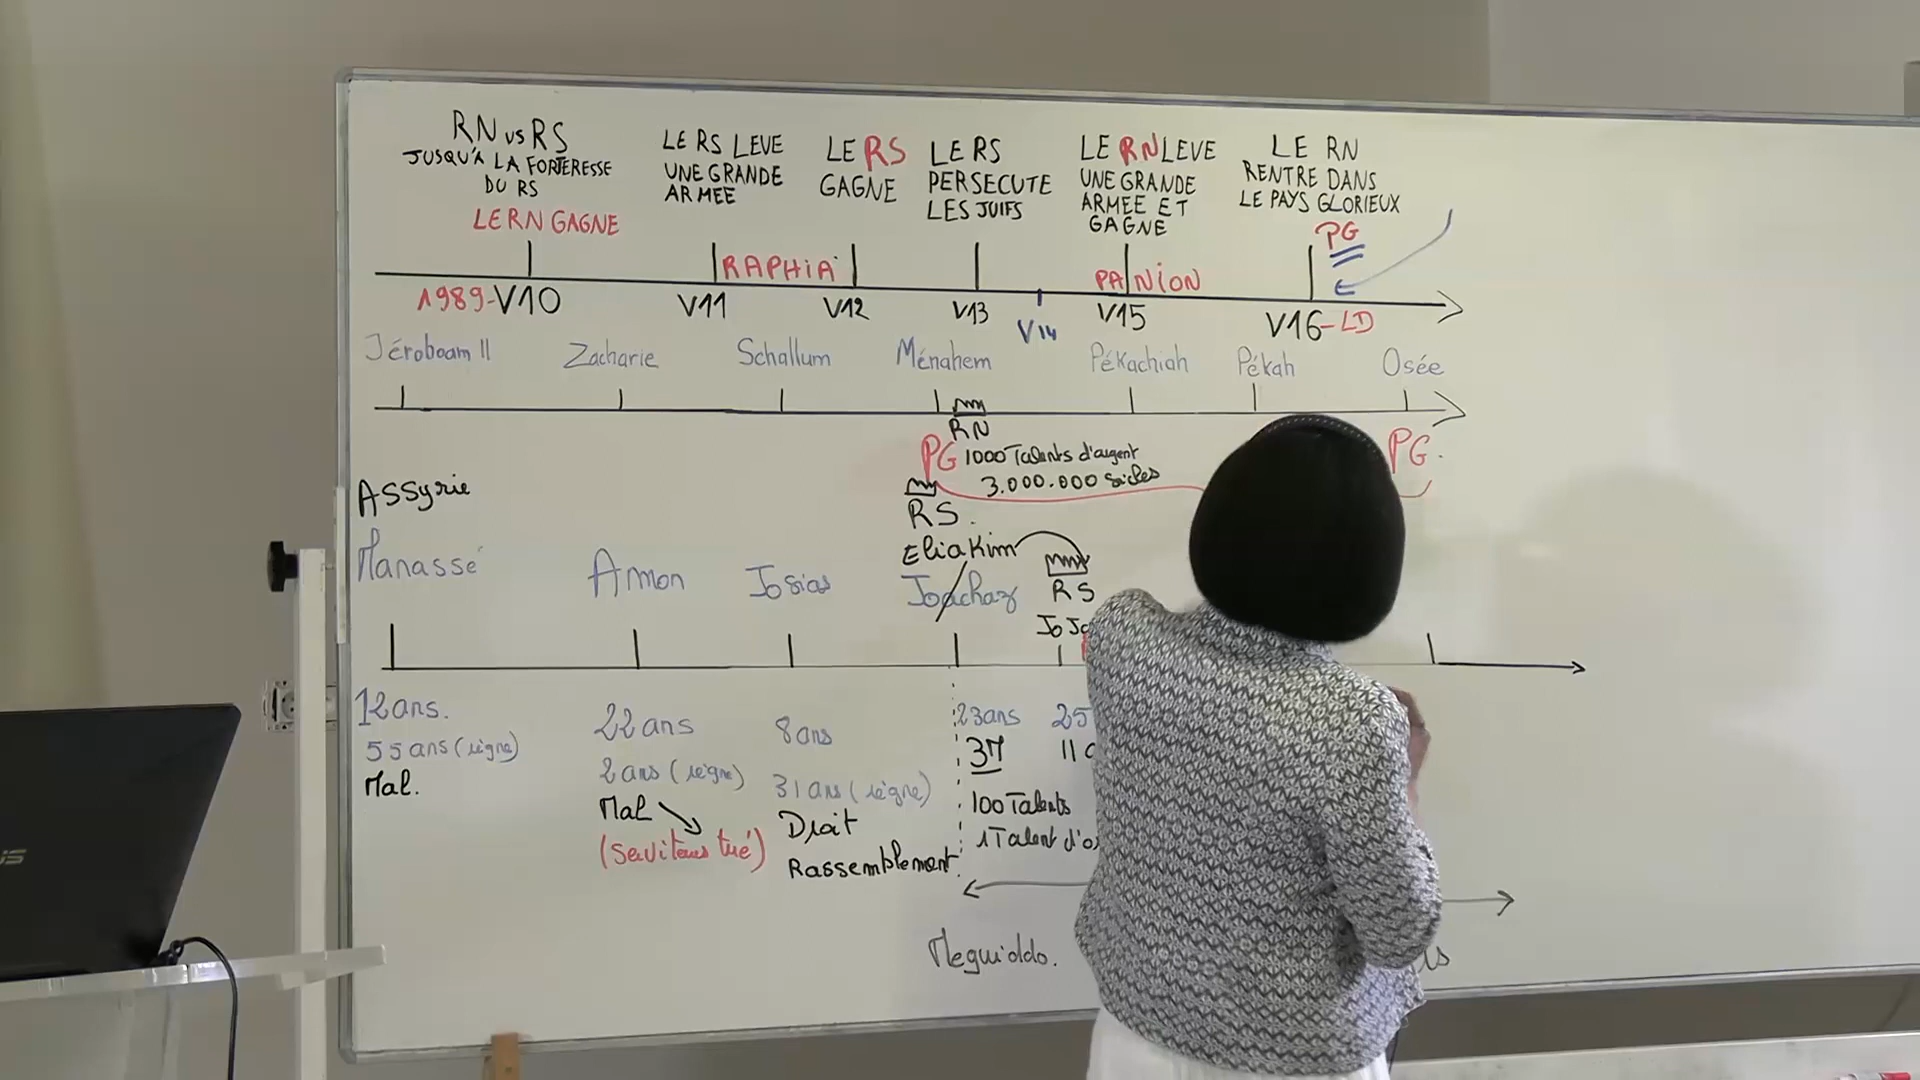 RN vs RS
JUSQU'A LA FORTERESSE
DU RS
LE RN GAGNE
LE RS LEVE
UNE GRANDE
ARMEE
LE RS
GAGNE
LE RS
PERSECUTE
LES JUIFS
LE RN LEVE
UNE GRANDE
ARMEE ET
GAGNE
LE RN
RENTRE DANS
LE PAYS GLORIEUX
PG
RAPHIA
PANION
1989-V10
V11
V12
V13
V14
V15
V16-LD
Jéroboam II
Zacharie
Schallum
Ménahem
Pékachiah
Pékah
Osée
RN
PG 1000 Talents d'argent
3.000.000 sicles
PG.
Assyrie
RS.
Eliakim
Manassé
Amon
Josias
Joachaz
RS
12 ans.
55 ans (règne)
Mal.
22 ans
2 ans (règne)
Mal
(Serviteurs tué)
8 ans
31 ans (règne)
Droit
Rassemblement
23 ans
3M
100 Talents
1 Talent d'or
25
11
Meguiddo.